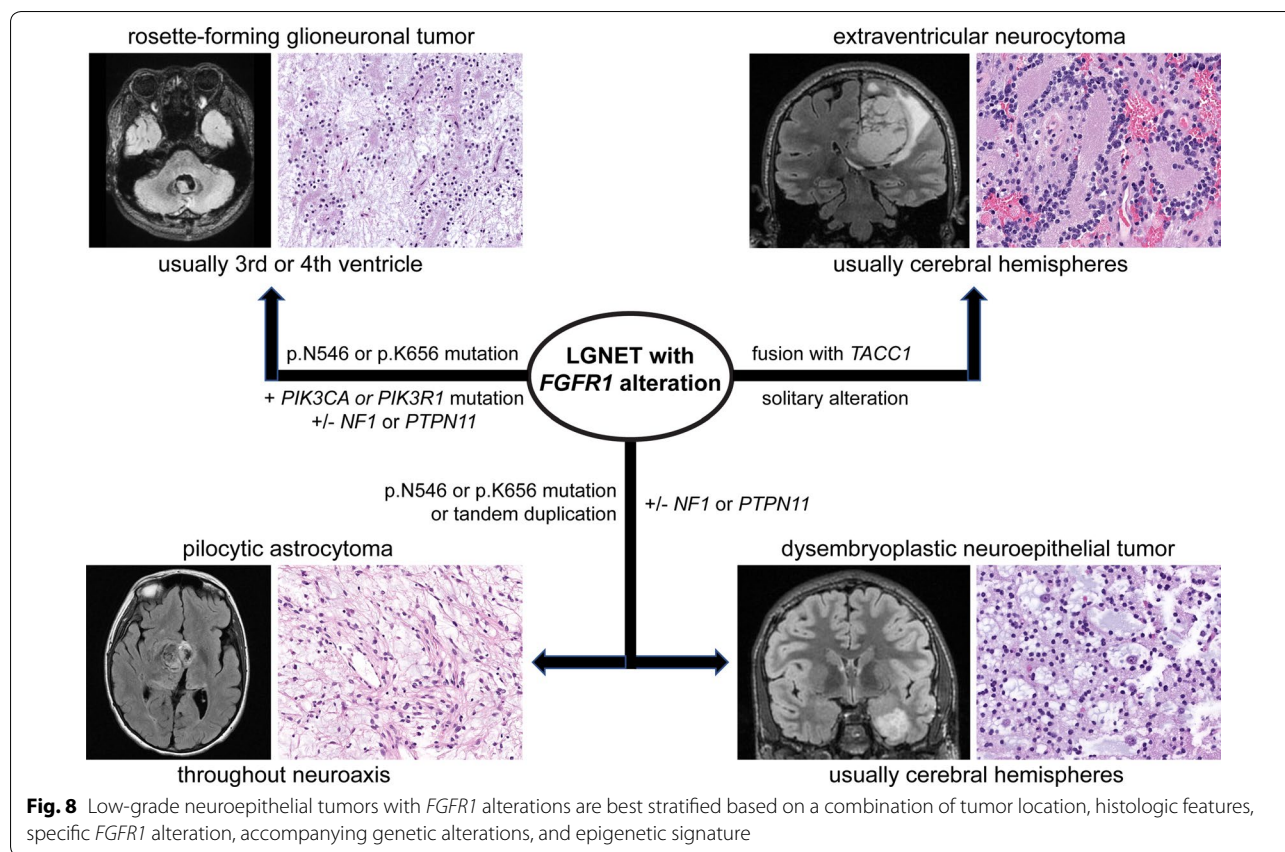 rosette-forming glioneuronal tumor
extraventricular neurocytoma
usually 3rd or 4th ventricle
usually cerebral hemispheres
p.N546 or p.K656 mutation
+ PIK3CA or PIK3R1 mutation
+/- NF1 or PTPN11
LGNET with
FGFR1 alteration
fusion with TACC1
solitary alteration
p.N546 or p.K656 mutation
or tandem duplication
+/- NF1 or PTPN11
pilocytic astrocytoma
dysembryoplastic neuroepithelial tumor
throughout neuroaxis
usually cerebral hemispheres
Fig. 8 Low-grade neuroepithelial tumors with FGFR1 alterations are best stratified based on a combination of tumor location, histologic features,
specific FGFR1 alteration, accompanying genetic alterations, and epigenetic signature